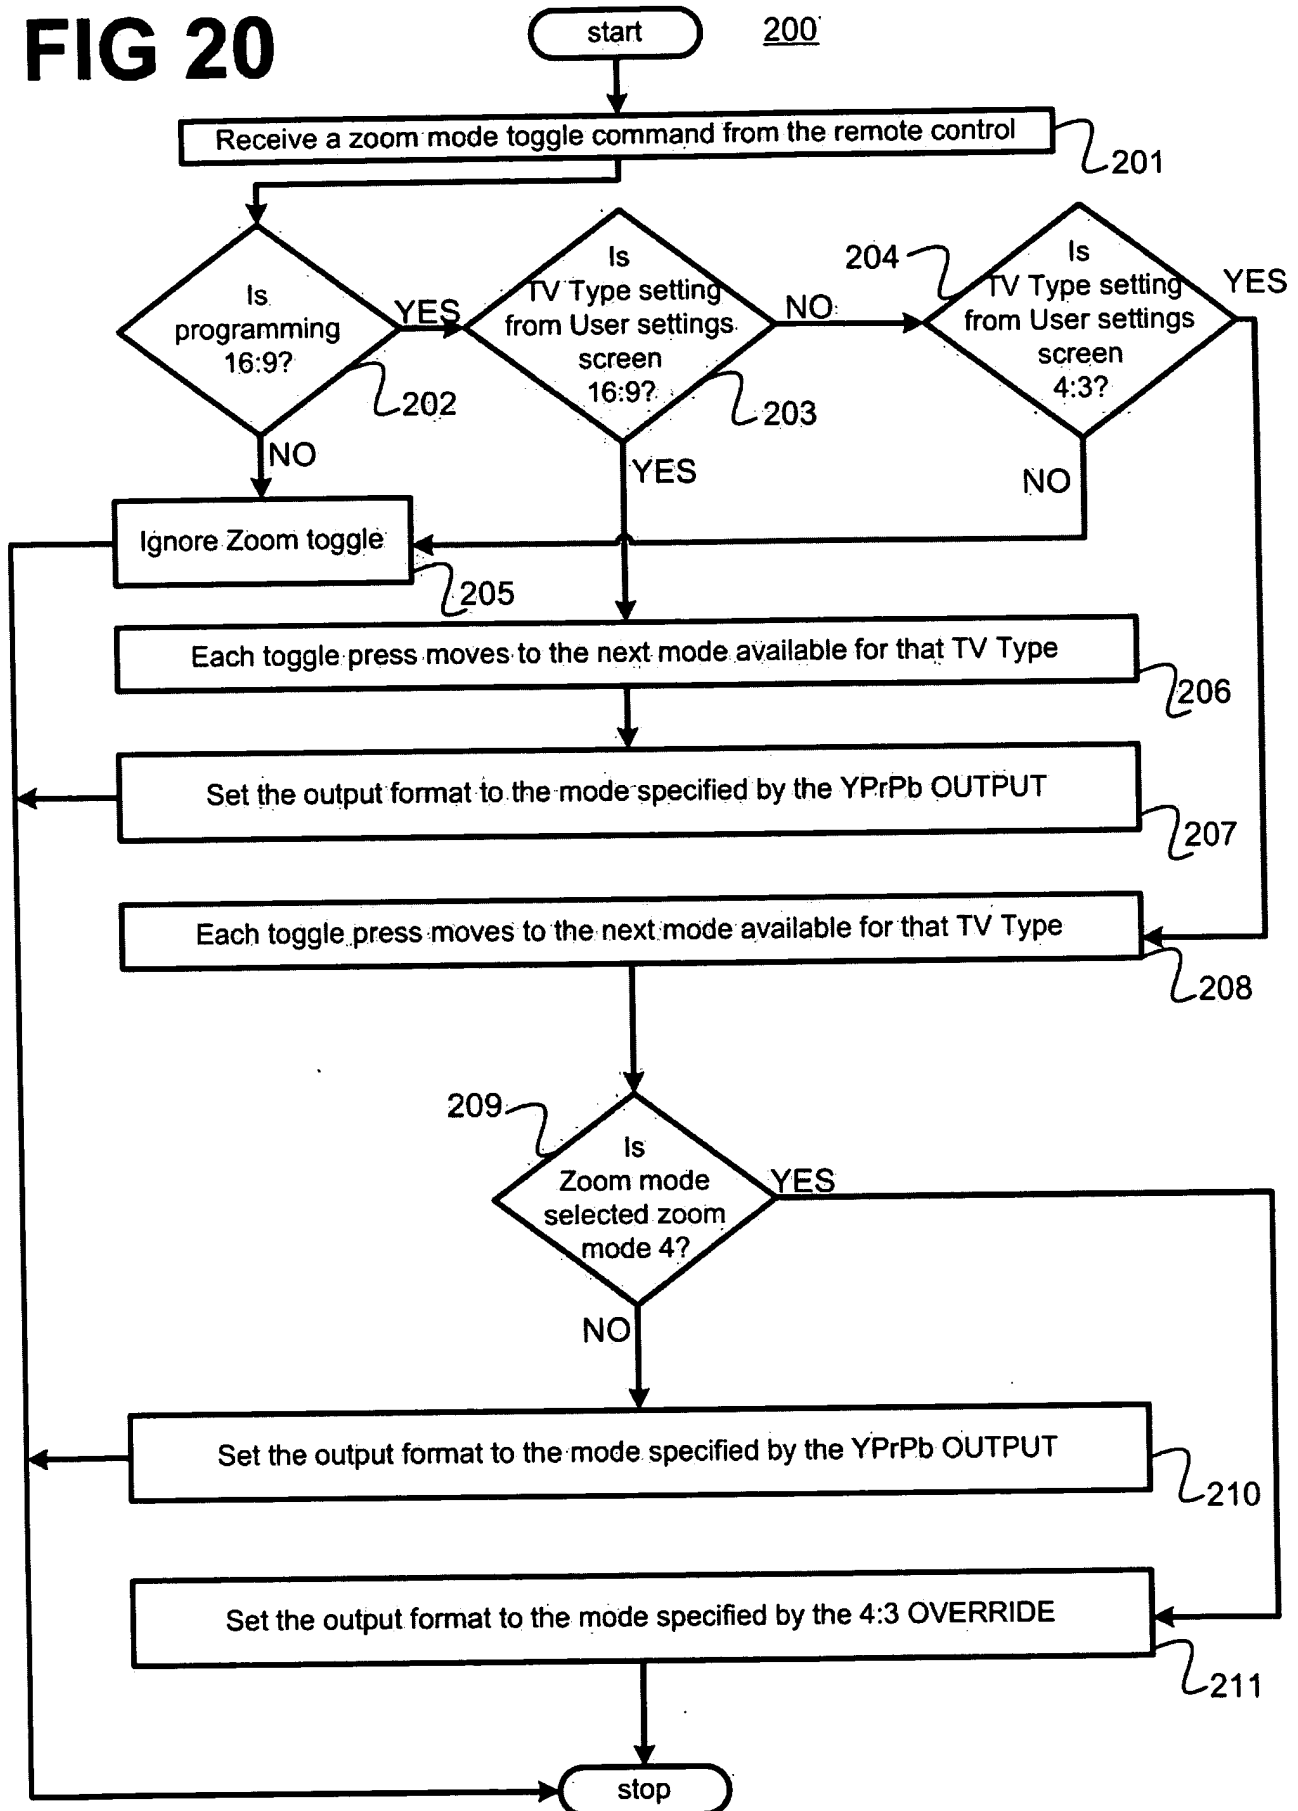 FIG 20
start
200
Receive a zoom mode toggle command from the remote control
201
Is
programming
16:9?
YES
202
NO
Is
TV Type setting
from User settings
screen
16:9?
NO
203
YES
204
Is
TV Type setting
from User settings
screen
4:3?
YES
NO
Ignore Zoom toggle
205
Each toggle press moves to the next mode available for that TV Type
206
Set the output format to the mode specified by the YPrPb OUTPUT
207
Each toggle press moves to the next mode available for that TV Type
208
209
Is
Zoom mode
selected zoom
mode 4?
YES
NO
Set the output format to the mode specified by the YPrPb OUTPUT
210
Set the output format to the mode specified by the 4:3 OVERRIDE
211
stop